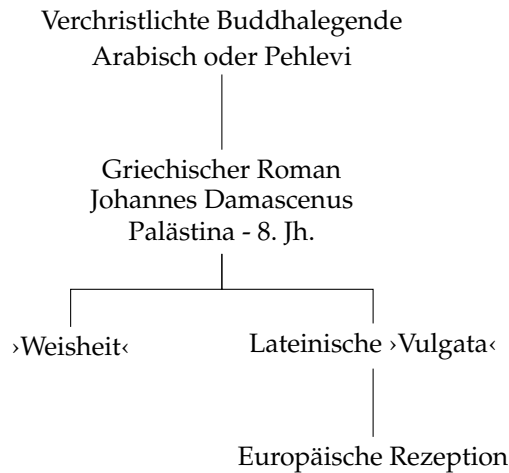 Verchristlichte Buddhalegende
Arabisch oder Pehlevi
Griechischer Roman
Johannes Damascenus
Palästina - 8. Jh.
›Weisheit‹
Lateinische ›Vulgata‹
Europäische Rezeption